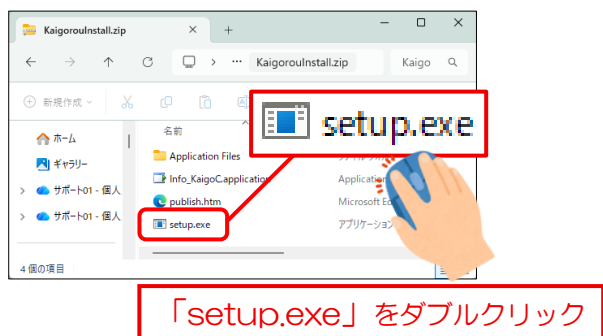 KaigorouInstall.zip
KaigorouInstall.zip
Kaigo
新規作成
名前
setup.exe
ホーム
Application Files
ギャラリー
Info_KaigoC.application
Application
サポート01 - 個人
publish.htm
Microsoft Ed
サポート01 - 個人
setup.exe
アプリケーション
4 個の項目
「setup.exe」をダブルクリック